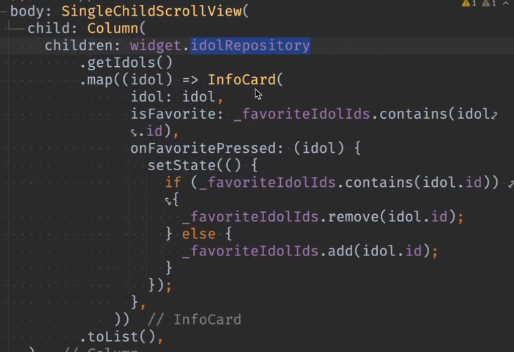 1 1
body: SingleChildScrollView(
child: Column(
children: widget.idolRepository
.getIdols()
.map((idol) => InfoCard(
idol: idol,
isFavorite: _favoriteIdolIds.contains(idol
.id),
onFavoritePressed: (idol) {
setState(() {
if (_favoriteIdolIds.contains(idol.id))
{
_favoriteIdolIds.remove(idol.id);
} else {
_favoriteIdolIds.add(idol.id);
}
});
},
)) // InfoCard
.toList(),
) // Column